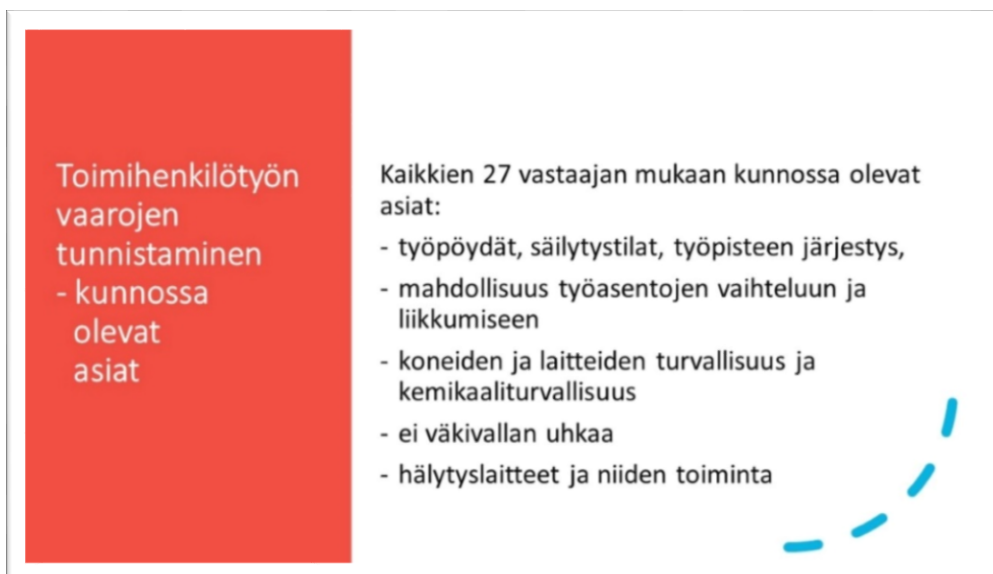 Toimihenkilötyön
vaarojen
tunnistaminen
- kunnossa
olevat
asiat
Kaikkien 27 vastaajan mukaan kunnossa olevat
asiat:
- työpöydät, säilytystilat, työpisteen järjestys,
- mahdollisuus työasentojen vaihteluun ja
liikkumiseen
- koneiden ja laitteiden turvallisuus ja
kemikaaliturvallisuus
- ei väkivallan uhkaa
- hälytyslaitteet ja niiden toiminta